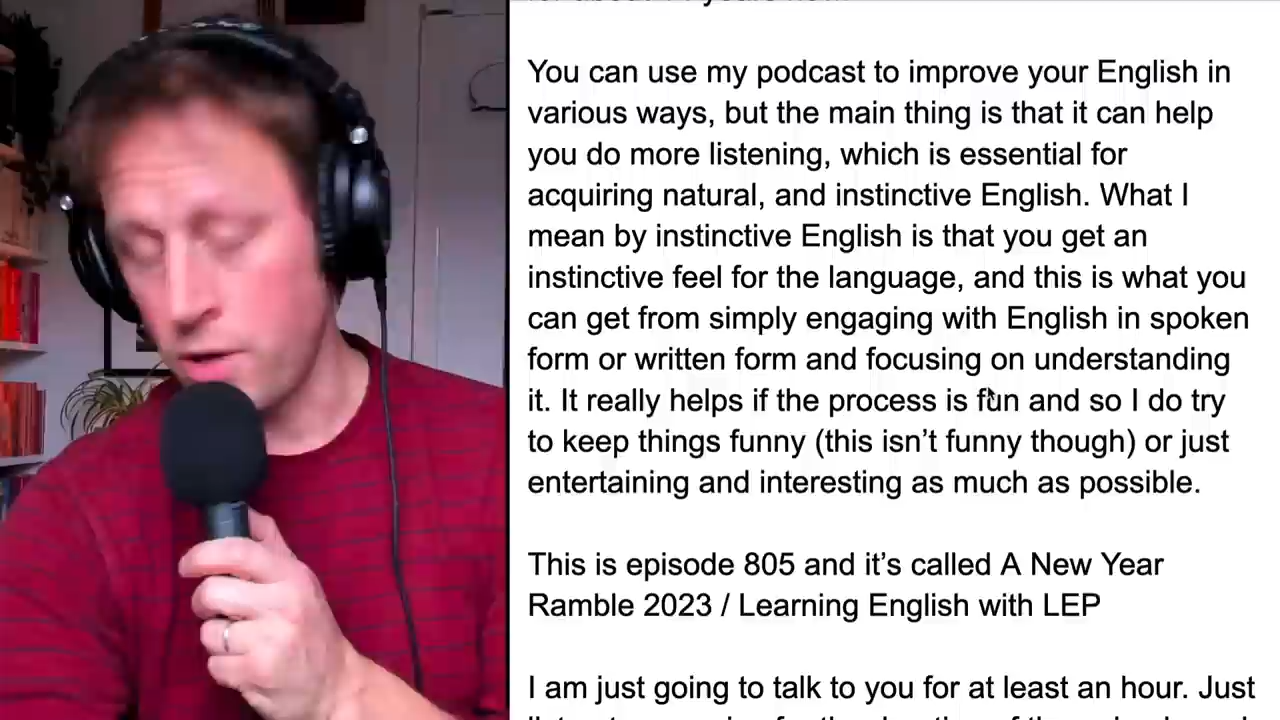 You can use my podcast to improve your English in
various ways, but the main thing is that it can help
you do more listening, which is essential for
acquiring natural, and instinctive English. What I
mean by instinctive English is that you get an
instinctive feel for the language, and this is what you
can get from simply engaging with English in spoken
form or written form and focusing on understanding
it. It really helps if the process is fun and so I do try
to keep things funny (this isn’t funny though) or just
entertaining and interesting as much as possible.
This is episode 805 and it’s called A New Year
Ramble 2023 / Learning English with LEP
I am just going to talk to you for at least an hour. Just